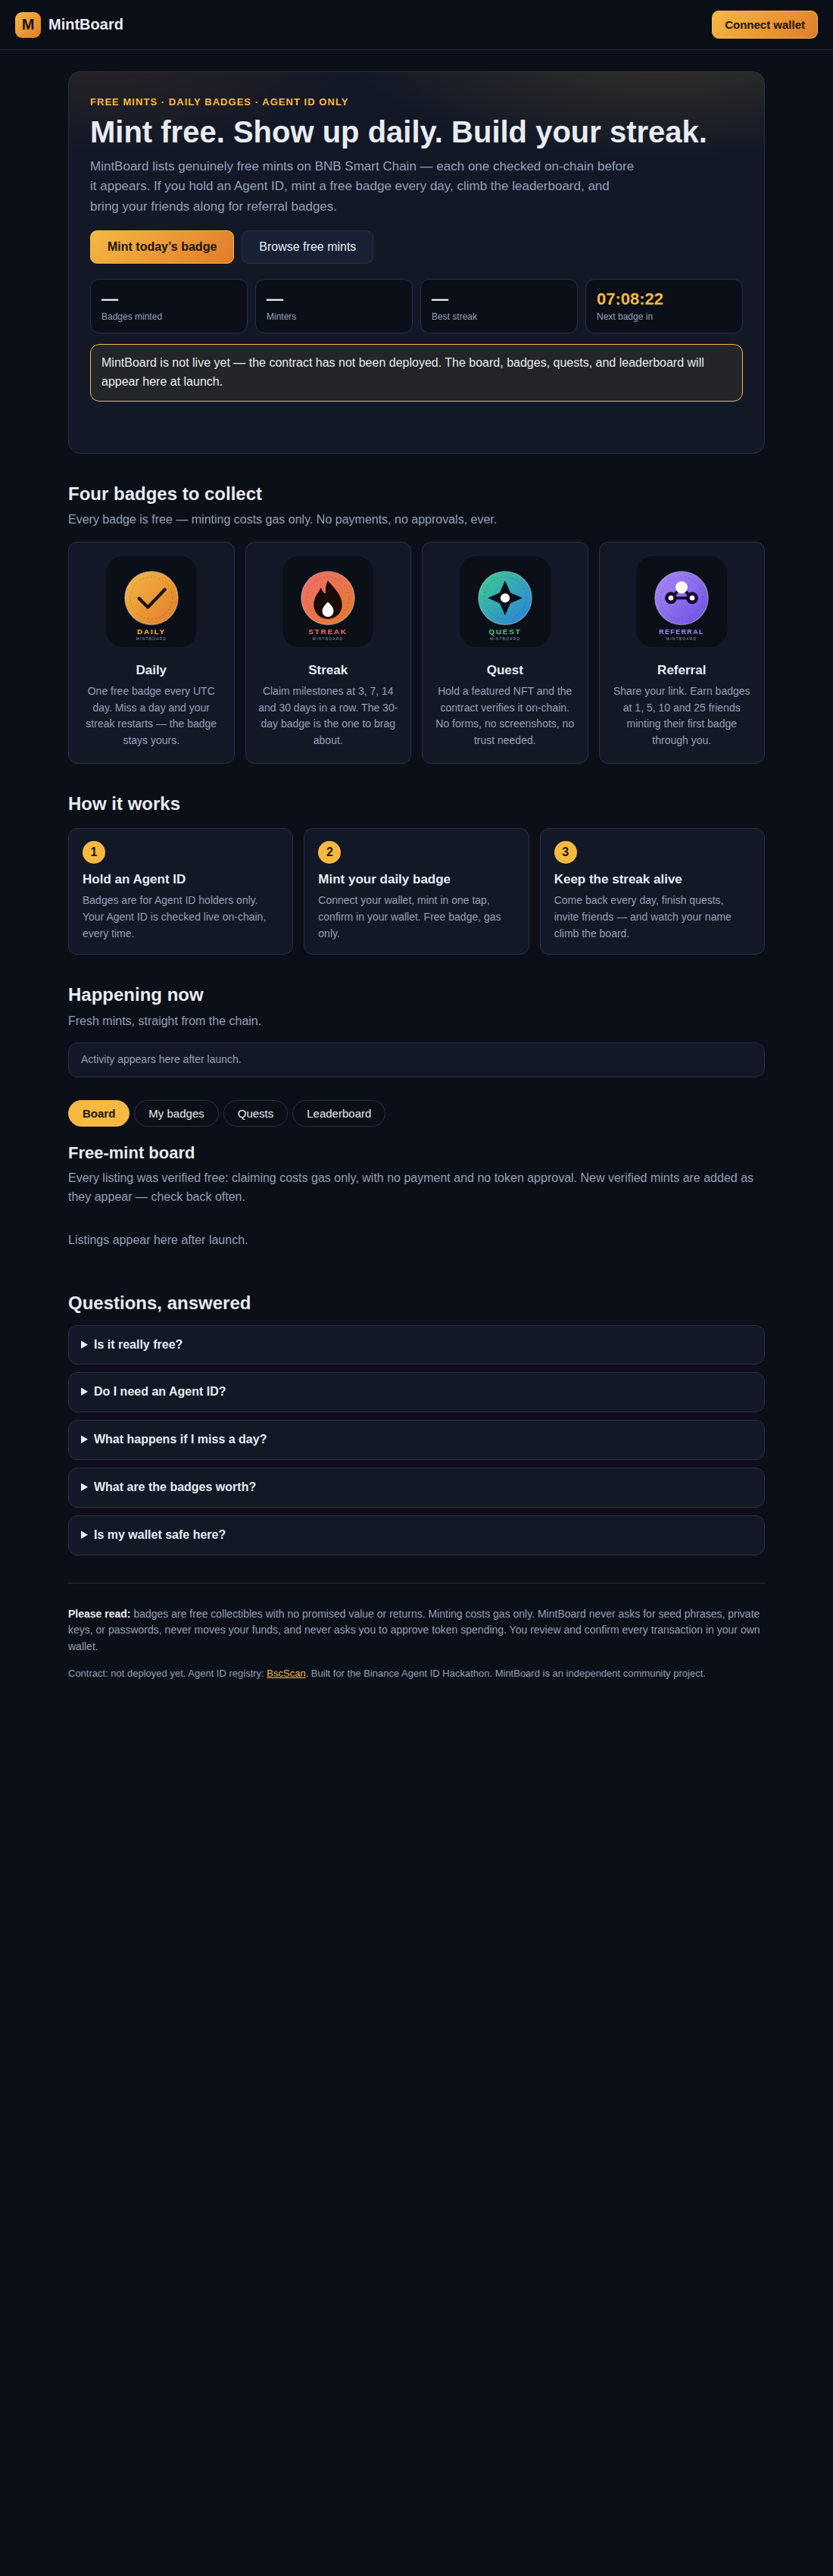 M MintBoard
Connect wallet
FREE MINTS · DAILY BADGES · AGENT ID ONLY
Mint free. Show up daily. Build your streak.
MintBoard lists genuinely free mints on BNB Smart Chain — each one checked on-chain before
it appears. If you hold an Agent ID, mint a free badge every day, climb the leaderboard, and
bring your friends along for referral badges.
Mint today’s badge
Browse free mints
—
Badges minted
—
Minters
—
Best streak
07:08:22
Next badge in
MintBoard is not live yet — the contract has not been deployed. The board, badges, quests, and leaderboard will
appear here at launch.
Four badges to collect
Every badge is free — minting costs gas only. No payments, no approvals, ever.
DAILY
MINTBOARD
Daily
One free badge every UTC
day. Miss a day and your
streak restarts — the badge
stays yours.
STREAK
MINTBOARD
Streak
Claim milestones at 3, 7, 14
and 30 days in a row. The 30-
day badge is the one to brag
about.
QUEST
MINTBOARD
Quest
Hold a featured NFT and the
contract verifies it on-chain.
No forms, no screenshots, no
trust needed.
REFERRAL
MINTBOARD
Referral
Share your link. Earn badges
at 1, 5, 10 and 25 friends
minting their first badge
through you.
How it works
1
Hold an Agent ID
Badges are for Agent ID holders only.
Your Agent ID is checked live on-chain,
every time.
2
Mint your daily badge
Connect your wallet, mint in one tap,
confirm in your wallet. Free badge, gas
only.
3
Keep the streak alive
Come back every day, finish quests,
invite friends — and watch your name
climb the board.
Happening now
Fresh mints, straight from the chain.
Activity appears here after launch.
Board
My badges
Quests
Leaderboard
Free-mint board
Every listing was verified free: claiming costs gas only, with no payment and no token approval. New verified mints are added as
they appear — check back often.
Listings appear here after launch.
Questions, answered
Is it really free?
Do I need an Agent ID?
What happens if I miss a day?
What are the badges worth?
Is my wallet safe here?
Please read: badges are free collectibles with no promised value or returns. Minting costs gas only. MintBoard never asks for seed phrases, private
keys, or passwords, never moves your funds, and never asks you to approve token spending. You review and confirm every transaction in your own
wallet.
Contract: not deployed yet. Agent ID registry: BscScan. Built for the Binance Agent ID Hackathon. MintBoard is an independent community project.